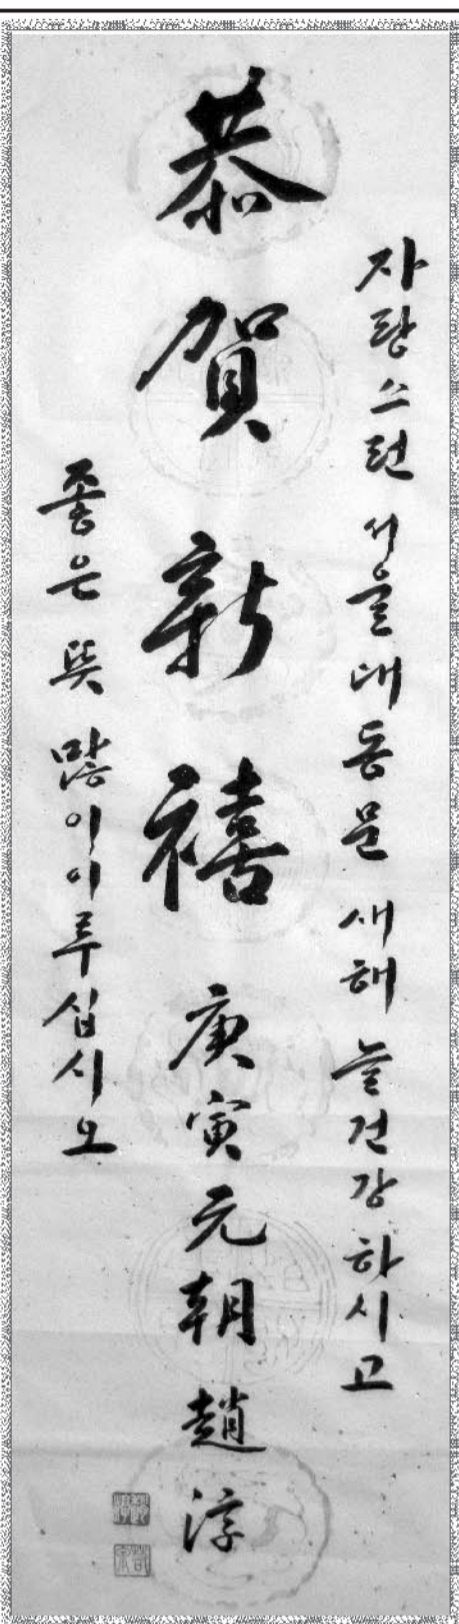 자랑스런 서울대동문 새해 늘 건강하시고
恭賀新禧 庚寅元朝 趙淳
좋은 뜻 많이 이루십시오